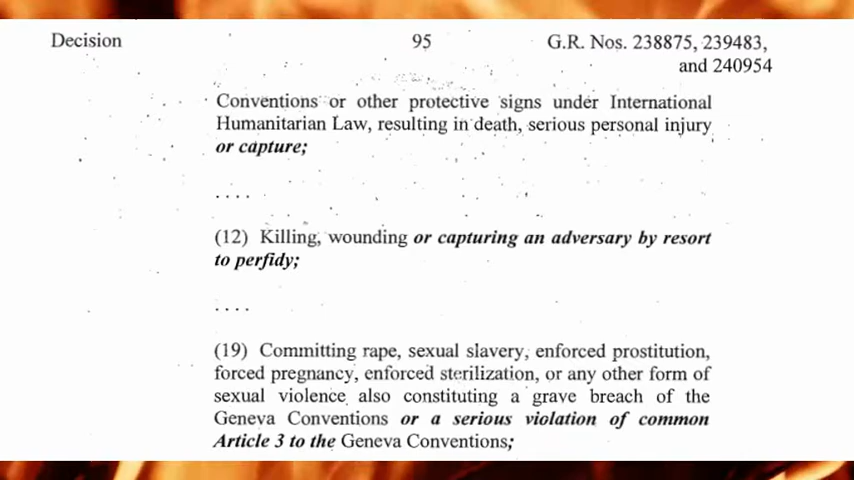 Decision 95 G.R. Nos. 238875, 239483,
and 240954
Conventions or other protective signs under International
Humanitarian Law, resulting in death, serious personal injury
or capture;
....
(12) Killing, wounding or capturing an adversary by resort
to perfidy;
....
(19) Committing rape, sexual slavery, enforced prostitution,
forced pregnancy, enforced sterilization, or any other form of
sexual violence also constituting a grave breach of the
Geneva Conventions or a serious violation of common
Article 3 to the Geneva Conventions;